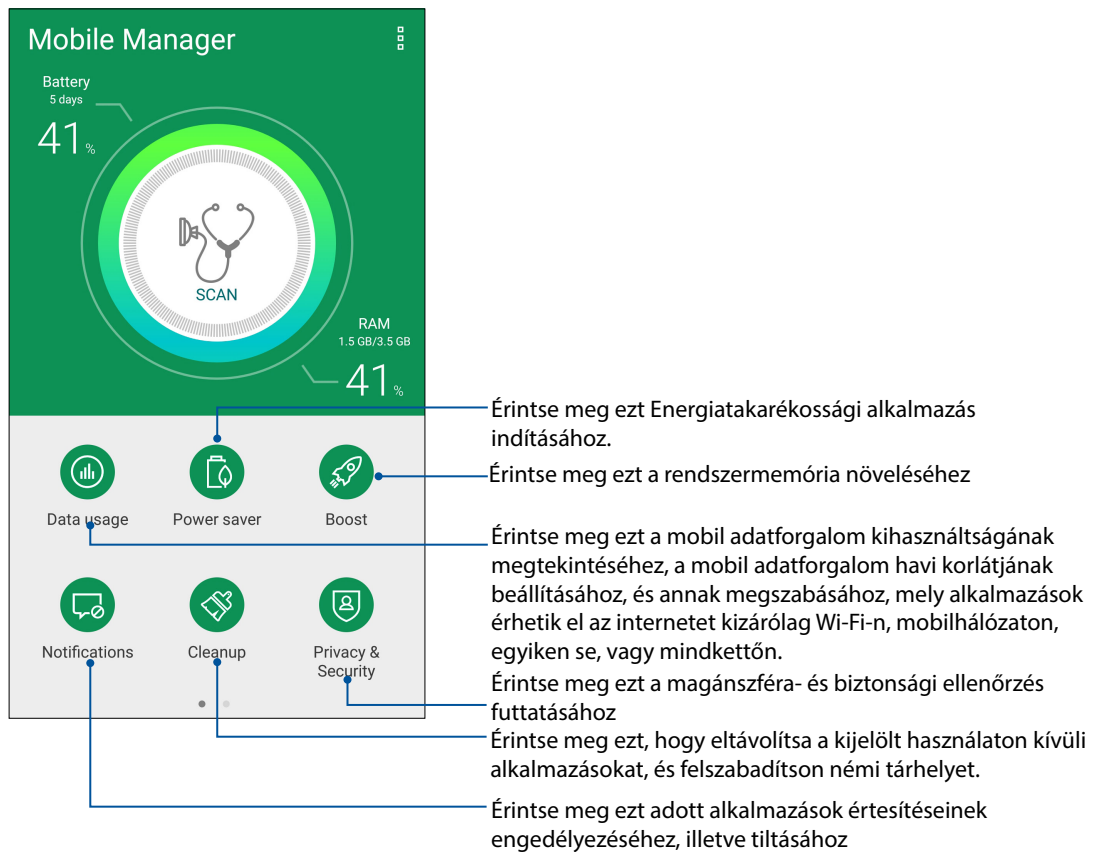 Mobile Manager
Battery
5 days
41%
SCAN
RAM
1.5 GB/3.5 GB
41%
Data usage
Power saver
Boost
Notifications
Cleanup
Privacy &
Security
Érintse meg ezt Energiatakarékossági alkalmazás
indításához.
Érintse meg ezt a rendszermemória növeléséhez
Érintse meg ezt a mobil adatforgalom kihasználtságának
megtekintéséhez, a mobil adatforgalom havi korlátjának
beállításához, és annak megszabásához, mely alkalmazások
érhetik el az internetet kizárólag Wi-Fi-n, mobilhálózaton,
egyiken se, vagy mindkettőn.
Érintse meg ezt a magánszféra- és biztonsági ellenőrzés
futtatásához
Érintse meg ezt, hogy eltávolítsa a kijelölt használaton kívüli
alkalmazásokat, és felszabadítson némi tárhelyet.
Érintse meg ezt adott alkalmazások értesítéseinek
engedélyezéséhez, illetve tiltásához